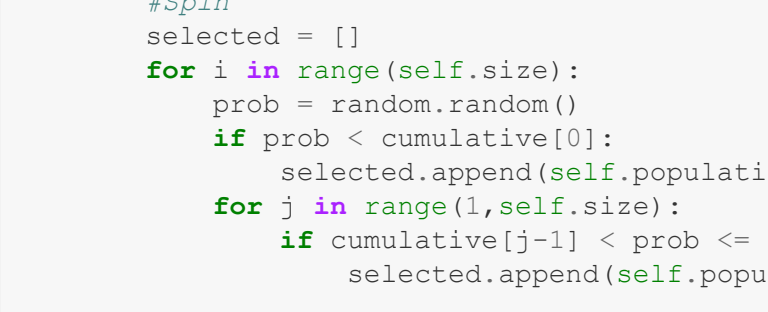 #Spin
selected = []
for i in range(self.size):
prob = random.random()
if prob < cumulative[0]:
selected.append(self.populati
for j in range(1,self.size):
if cumulative[j-1] < prob <=
selected.append(self.popu